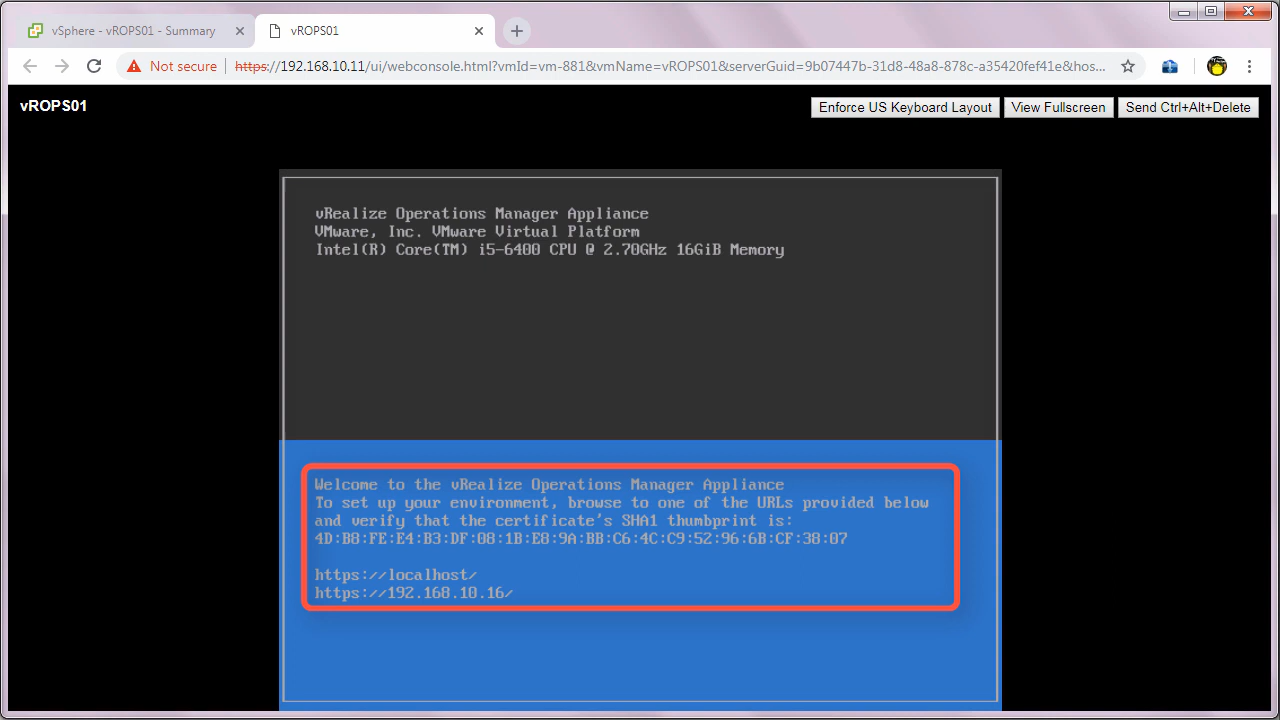 vSphere - vROPS01 - Summary
vROPS01
Not secure
https://192.168.10.11/ui/webconsole.html?vmId=vm-381&vmName=vROPS01&serverGuid=9b07447b-31d8-48a8-878c-a35420fef41e&hos...
vROPS01
Enforce US Keyboard Layout
View Fullscreen
Send Ctrl+Alt+Delete
vRealize Operations Manager Appliance
VMware, Inc. VMware Virtual Platform
Intel(R) Core(TM) i5-6400 CPU @ 2.70GHz 16GiB Memory
Welcome to the vRealize Operations Manager Appliance
To set up your environment, browse to one of the URLs provided below
and verify that the certificate's SHA1 thumbprint is:
4D:B8:FE:E4:B3:DF:08:1B:E8:9A:BB:C6:4C:C9:52:96:6B:CF:38:07
https://localhost/
https://192.168.10.16/